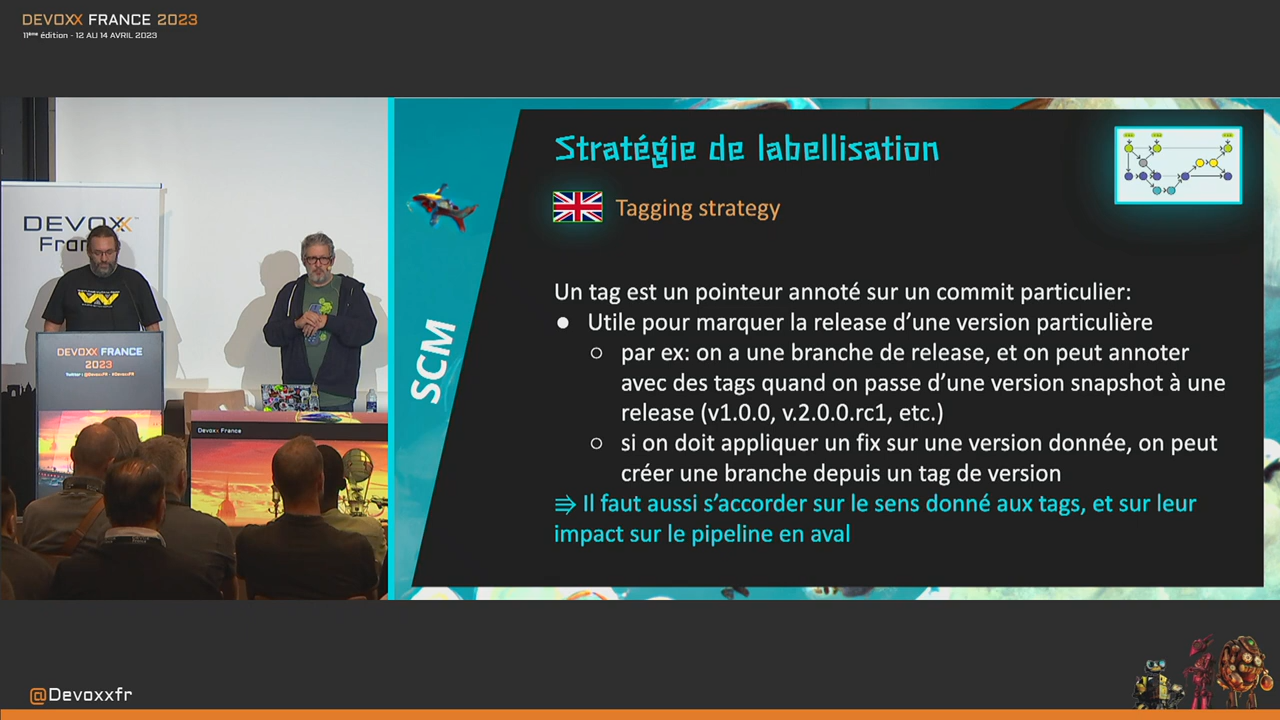 DEVOXX FRANCE 2023
11ème édition - 12 AU 14 AVRIL 2023
DEVOXX™
France
DEVOXX FRANCE
2023
Twitter : @DevoxxFR - #DevoxxFR
Devoxx France
SCM
Stratégie de labellisation
Tagging strategy
Un tag est un pointeur annoté sur un commit particulier:
● Utile pour marquer la release d’une version particulière
○ par ex: on a une branche de release, et on peut annoter
avec des tags quand on passe d’une version snapshot à une
release (v1.0.0, v.2.0.0.rc1, etc.)
○ si on doit appliquer un fix sur une version donnée, on peut
créer une branche depuis un tag de version
⇛ Il faut aussi s’accorder sur le sens donné aux tags, et sur leur
impact sur le pipeline en aval
@Devoxxfr